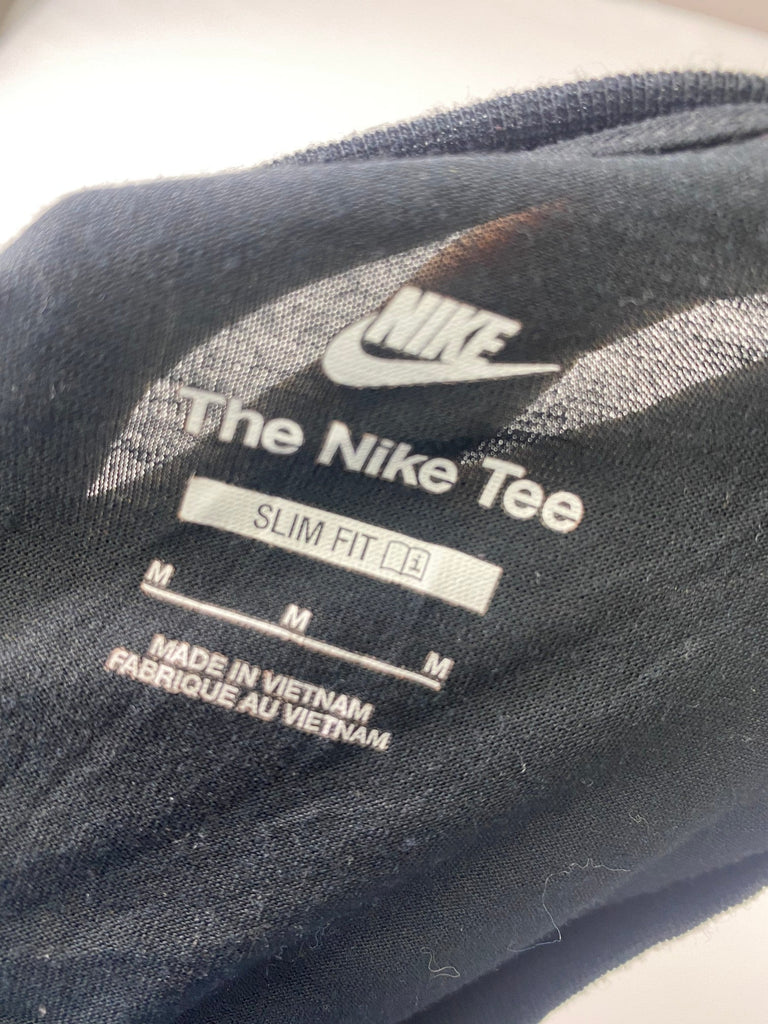 NIKE
The Nike Tee
SLIM FIT
M
M
M
MADE IN VIETNAM
FABRIQUE AU VIETNAM